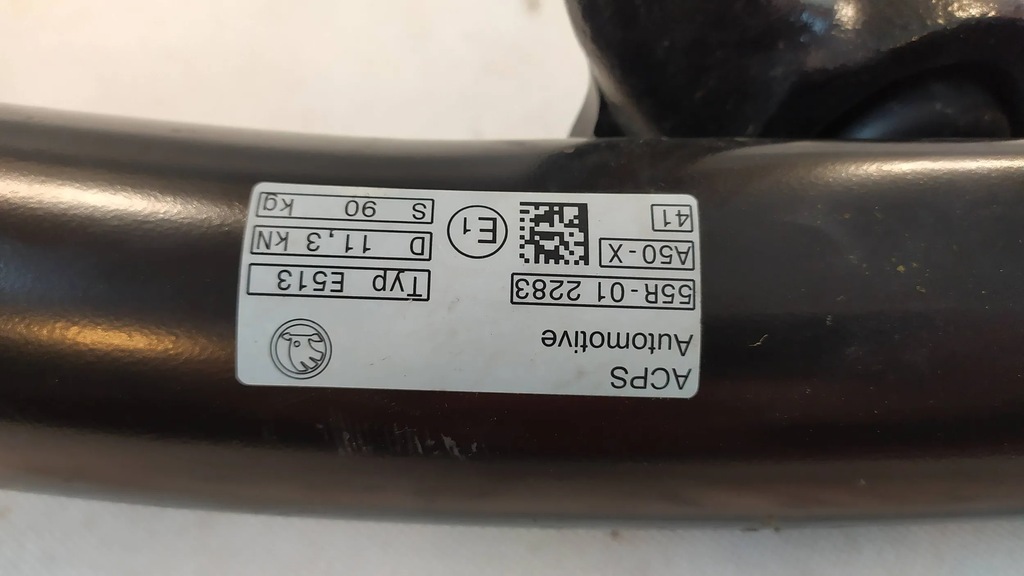 ACPS
Automotive
55R-01 2283
A50-X
41
E1
Typ E513
D 11,3 kN
S 90 kg